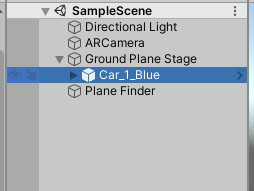 SampleScene
Directional Light
ARCamera
Ground Plane Stage
Car_1_Blue
Plane Finder